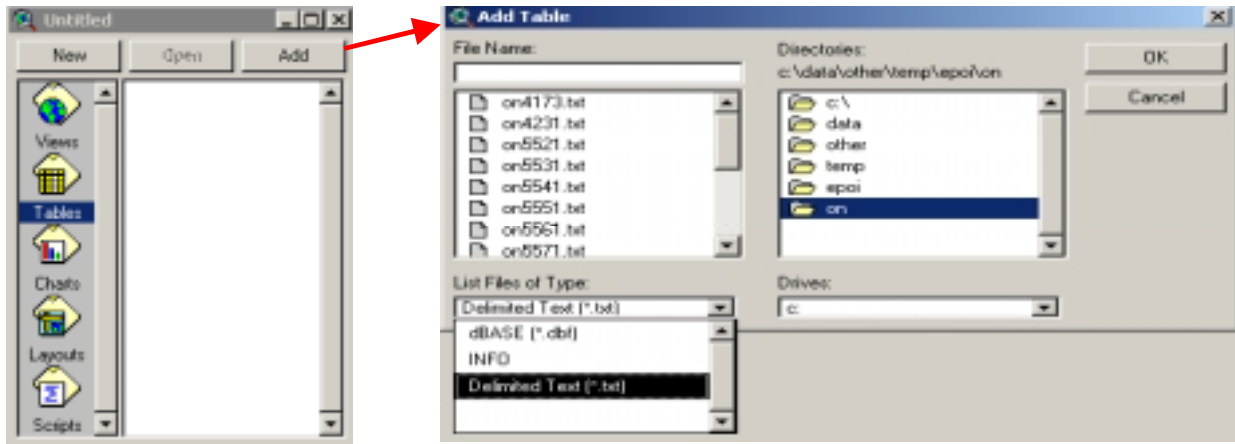 Untitled
New Open Add
Views
Tables
Charts
Layouts
Scripts
Add Table
File Name:
on4173.txt
on4231.txt
on5521.txt
on5531.txt
on5541.txt
on5551.txt
on5561.txt
on5571.txt
List Files of Type:
Delimited Text (*.txt)
dBASE (*.dbf)
INFO
Delimited Text (*.txt)
Directories:
c:\data\other\temp\epoi\on
c:\
data
other
temp
epoi
on
Drives:
c:
OK
Cancel